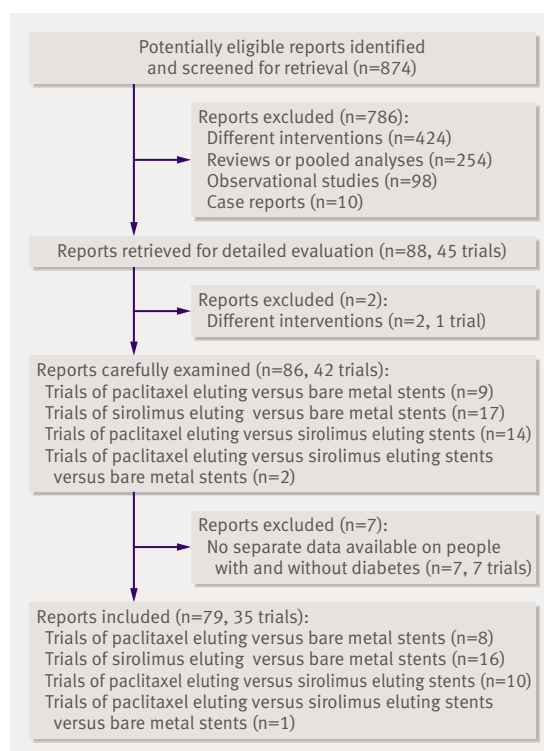 Potentially eligible reports identified
and screened for retrieval (n=874)
Reports excluded (n=786):
Different interventions (n=424)
Reviews or pooled analyses (n=254)
Observational studies (n=98)
Case reports (n=10)
Reports retrieved for detailed evaluation (n=88, 45 trials)
Reports excluded (n=2):
Different interventions (n=2, 1 trial)
Reports carefully examined (n=86, 42 trials):
Trials of paclitaxel eluting versus bare metal stents (n=9)
Trials of sirolimus eluting versus bare metal stents (n=17)
Trials of paclitaxel eluting versus sirolimus eluting stents (n=14)
Trials of paclitaxel eluting versus sirolimus eluting stents
versus bare metal stents (n=2)
Reports excluded (n=7):
No separate data available on people
with and without diabetes (n=7, 7 trials)
Reports included (n=79, 35 trials):
Trials of paclitaxel eluting versus bare metal stents (n=8)
Trials of sirolimus eluting versus bare metal stents (n=16)
Trials of paclitaxel eluting versus sirolimus eluting stents (n=10)
Trials of paclitaxel eluting versus sirolimus eluting stents
versus bare metal stents (n=1)